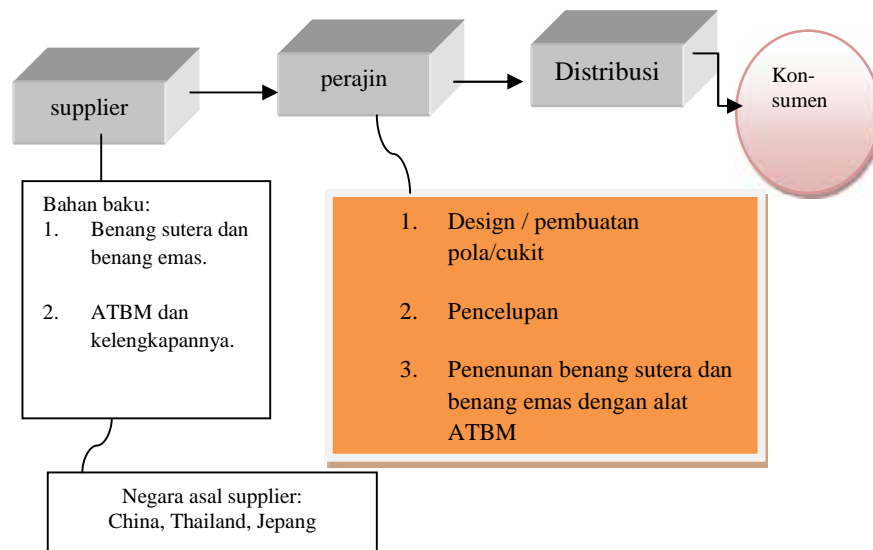 supplier
perajin
Distribusi
Kon-
sumen
Bahan baku:
1. Benang sutera dan
benang emas.
2. ATBM dan
kelengkapannya.
1. Design / pembuatan
pola/cukit
2. Pencelupan
3. Penenunan benang sutera dan
benang emas dengan alat
ATBM
Negara asal supplier:
China, Thailand, Jepang